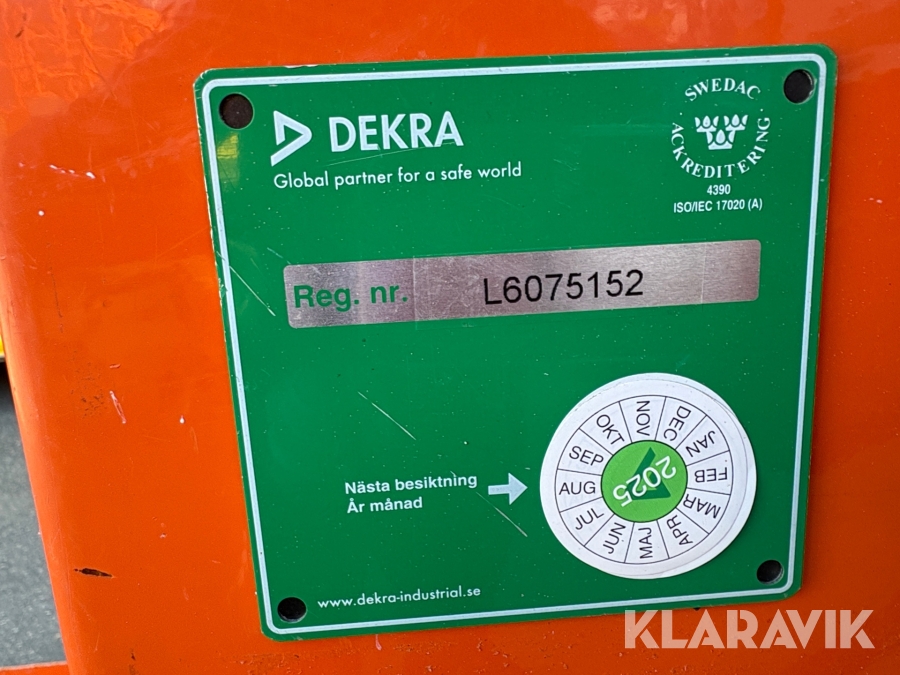 DEKRA
Global partner for a safe world
SWEDAC
ACKREDITERING
4390
ISO/IEC 17020 (A)
Reg. nr. L6075152
Nästa besiktning
År månad
JAN
FEB
MAR
APR
MAJ
JUN
JUL
AUG
SEP
OKT
NOV
DEC
2025
www.dekra-industrial.se
KLARAVIK